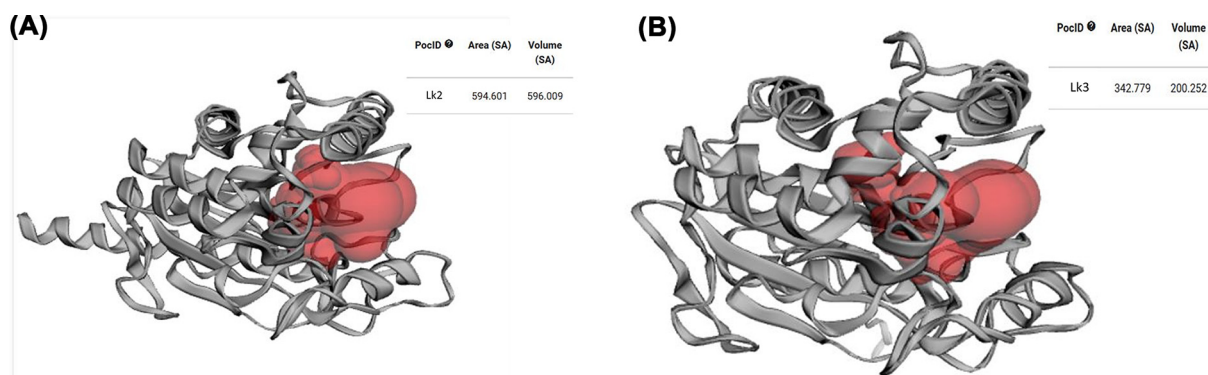 (A)
PocID ? Area (SA) Volume
(SA)
Lk2 594.601 596.009
(B)
PocID ? Area (SA) Volume
(SA)
Lk3 342.779 200.252